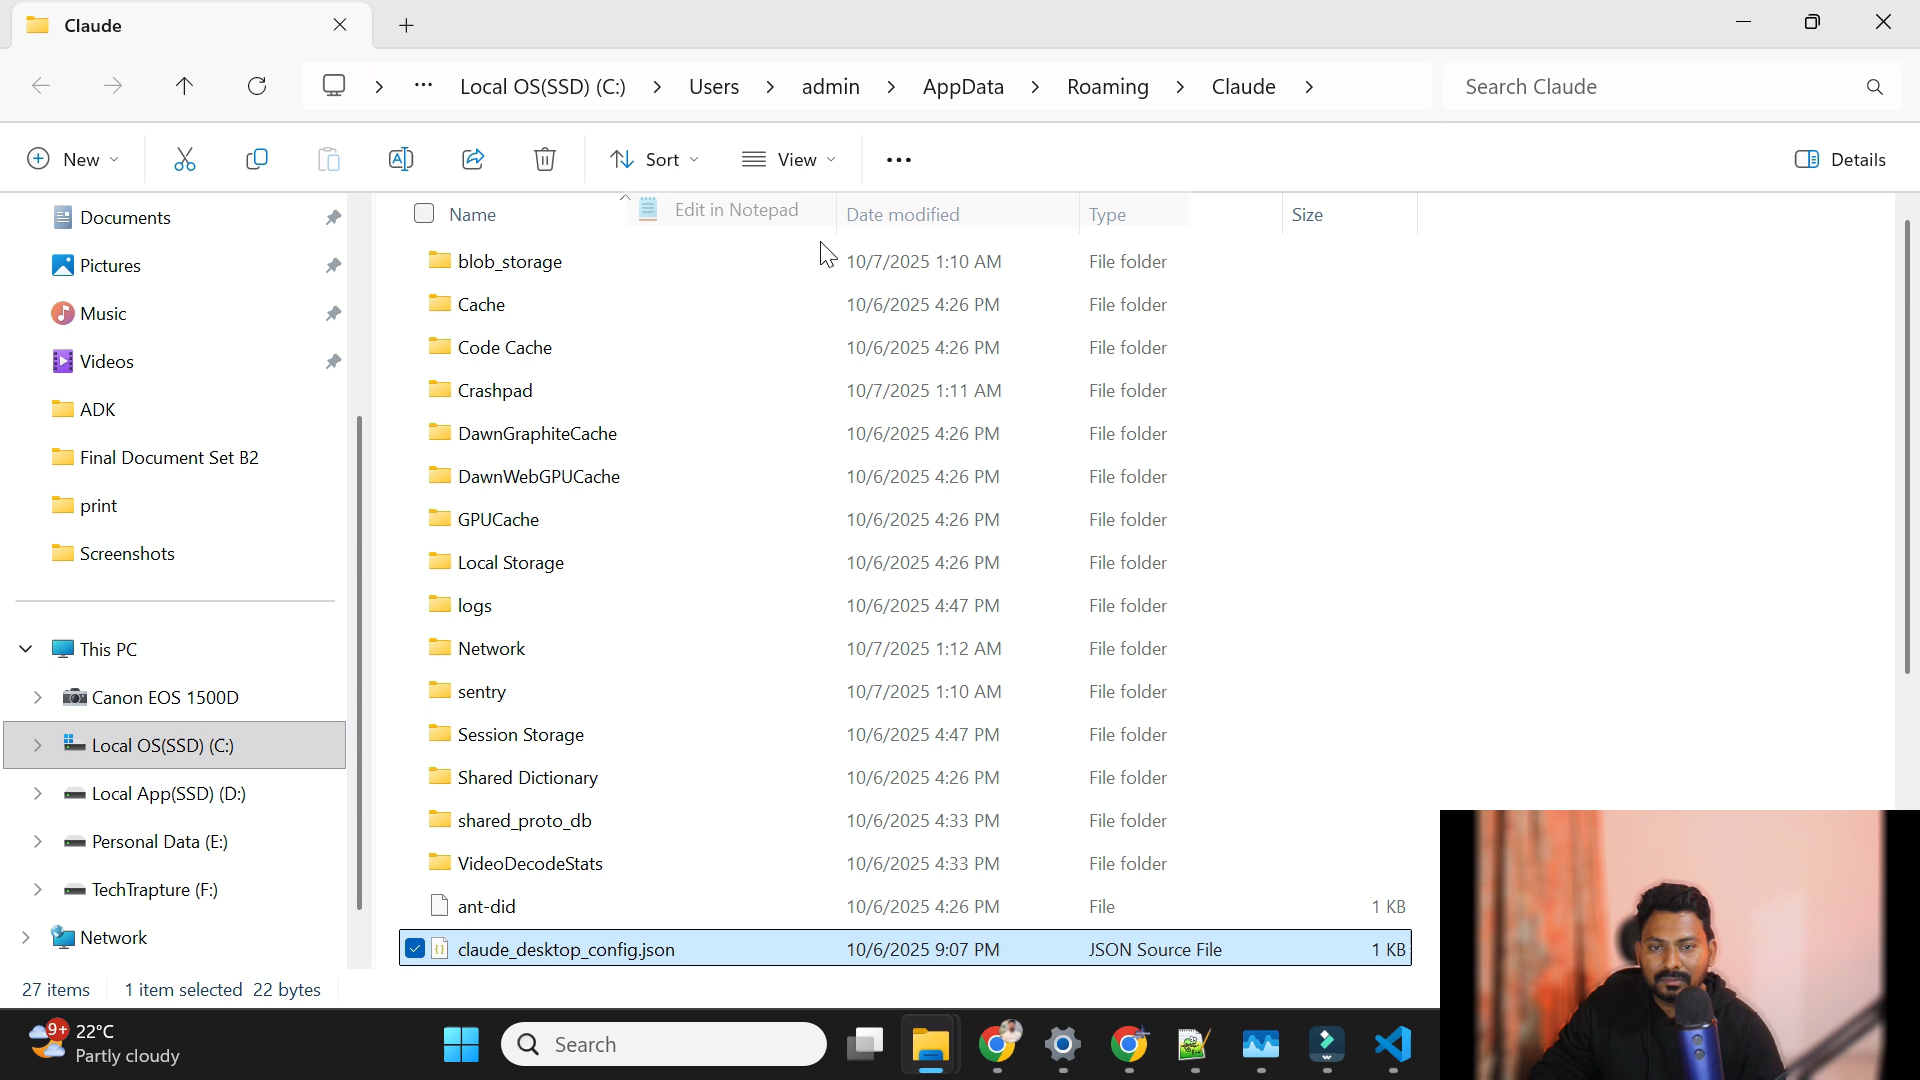 Claude
Local OS(SSD) (C:)
Users
admin
AppData
Roaming
Claude
Search Claude
New
Sort
View
Details
Documents
Pictures
Music
Videos
ADK
Final Document Set B2
print
Screenshots
This PC
Canon EOS 1500D
Local OS(SSD) (C:)
Local App(SSD) (D:)
Personal Data (E:)
TechTrapture (F:)
Network
Name Edit in Notepad Date modified Type Size
blob_storage 10/7/2025 1:10 AM File folder
Cache 10/6/2025 4:26 PM File folder
Code Cache 10/6/2025 4:26 PM File folder
Crashpad 10/7/2025 1:11 AM File folder
DawnGraphiteCache 10/6/2025 4:26 PM File folder
DawnWebGPUCache 10/6/2025 4:26 PM File folder
GPUCache 10/6/2025 4:26 PM File folder
Local Storage 10/6/2025 4:26 PM File folder
logs 10/6/2025 4:47 PM File folder
Network 10/7/2025 1:12 AM File folder
sentry 10/7/2025 1:10 AM File folder
Session Storage 10/6/2025 4:47 PM File folder
Shared Dictionary 10/6/2025 4:26 PM File folder
shared_proto_db 10/6/2025 4:33 PM File folder
VideoDecodeStats 10/6/2025 4:33 PM File folder
ant-did 10/6/2025 4:26 PM File 1 KB
claude_desktop_config.json 10/6/2025 9:07 PM JSON Source File 1 KB
27 items 1 item selected 22 bytes
9+
22°C
Partly cloudy
Search